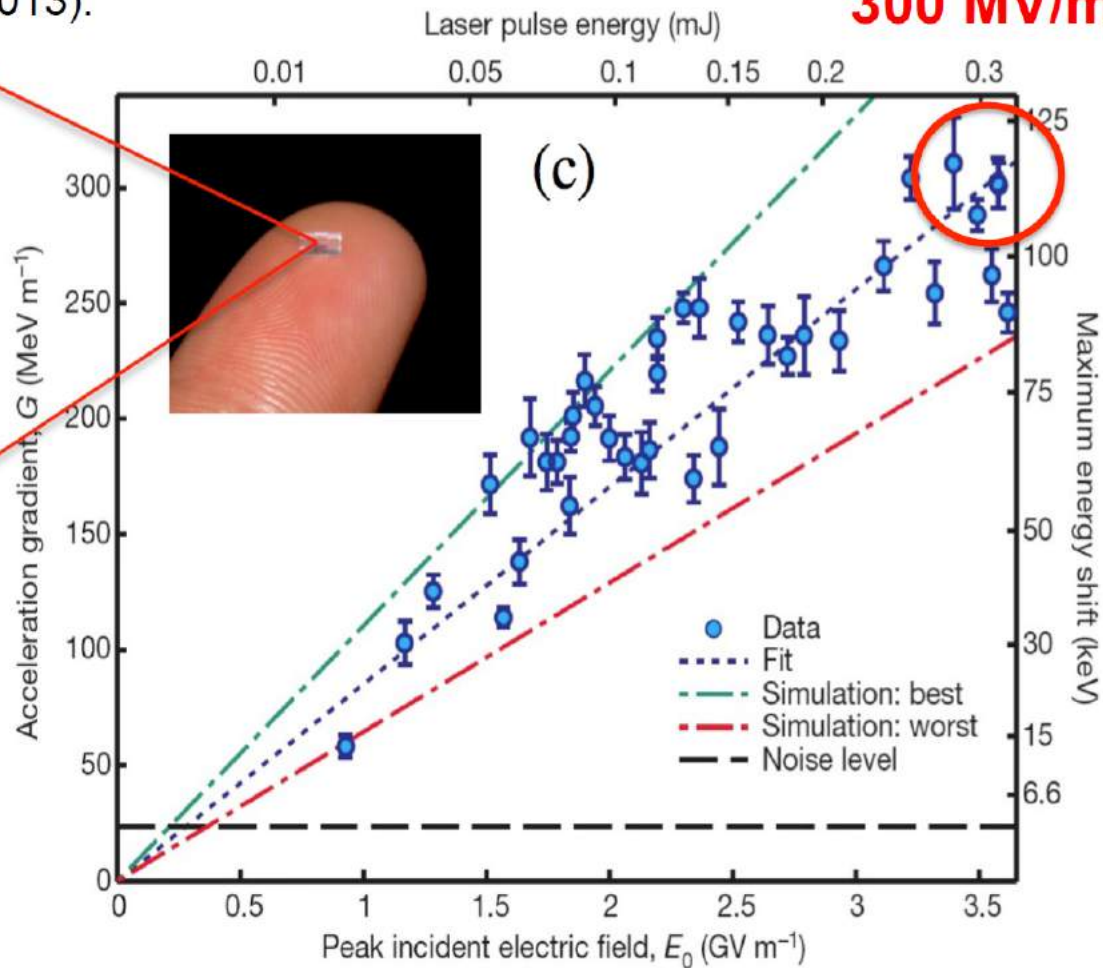 013).
300 MV/m
Laser pulse energy (mJ)
0.01 0.05 0.1 0.15 0.2 0.3
(c)
Acceleration gradient, G (MeV m⁻¹)
300
250
200
150
100
50
0
125
100
75
50
30
15
6.6
Maximum energy shift (keV)
Data
Fit
Simulation: best
Simulation: worst
Noise level
0 0.5 1 1.5 2 2.5 3 3.5
Peak incident electric field, E₀ (GV m⁻¹)